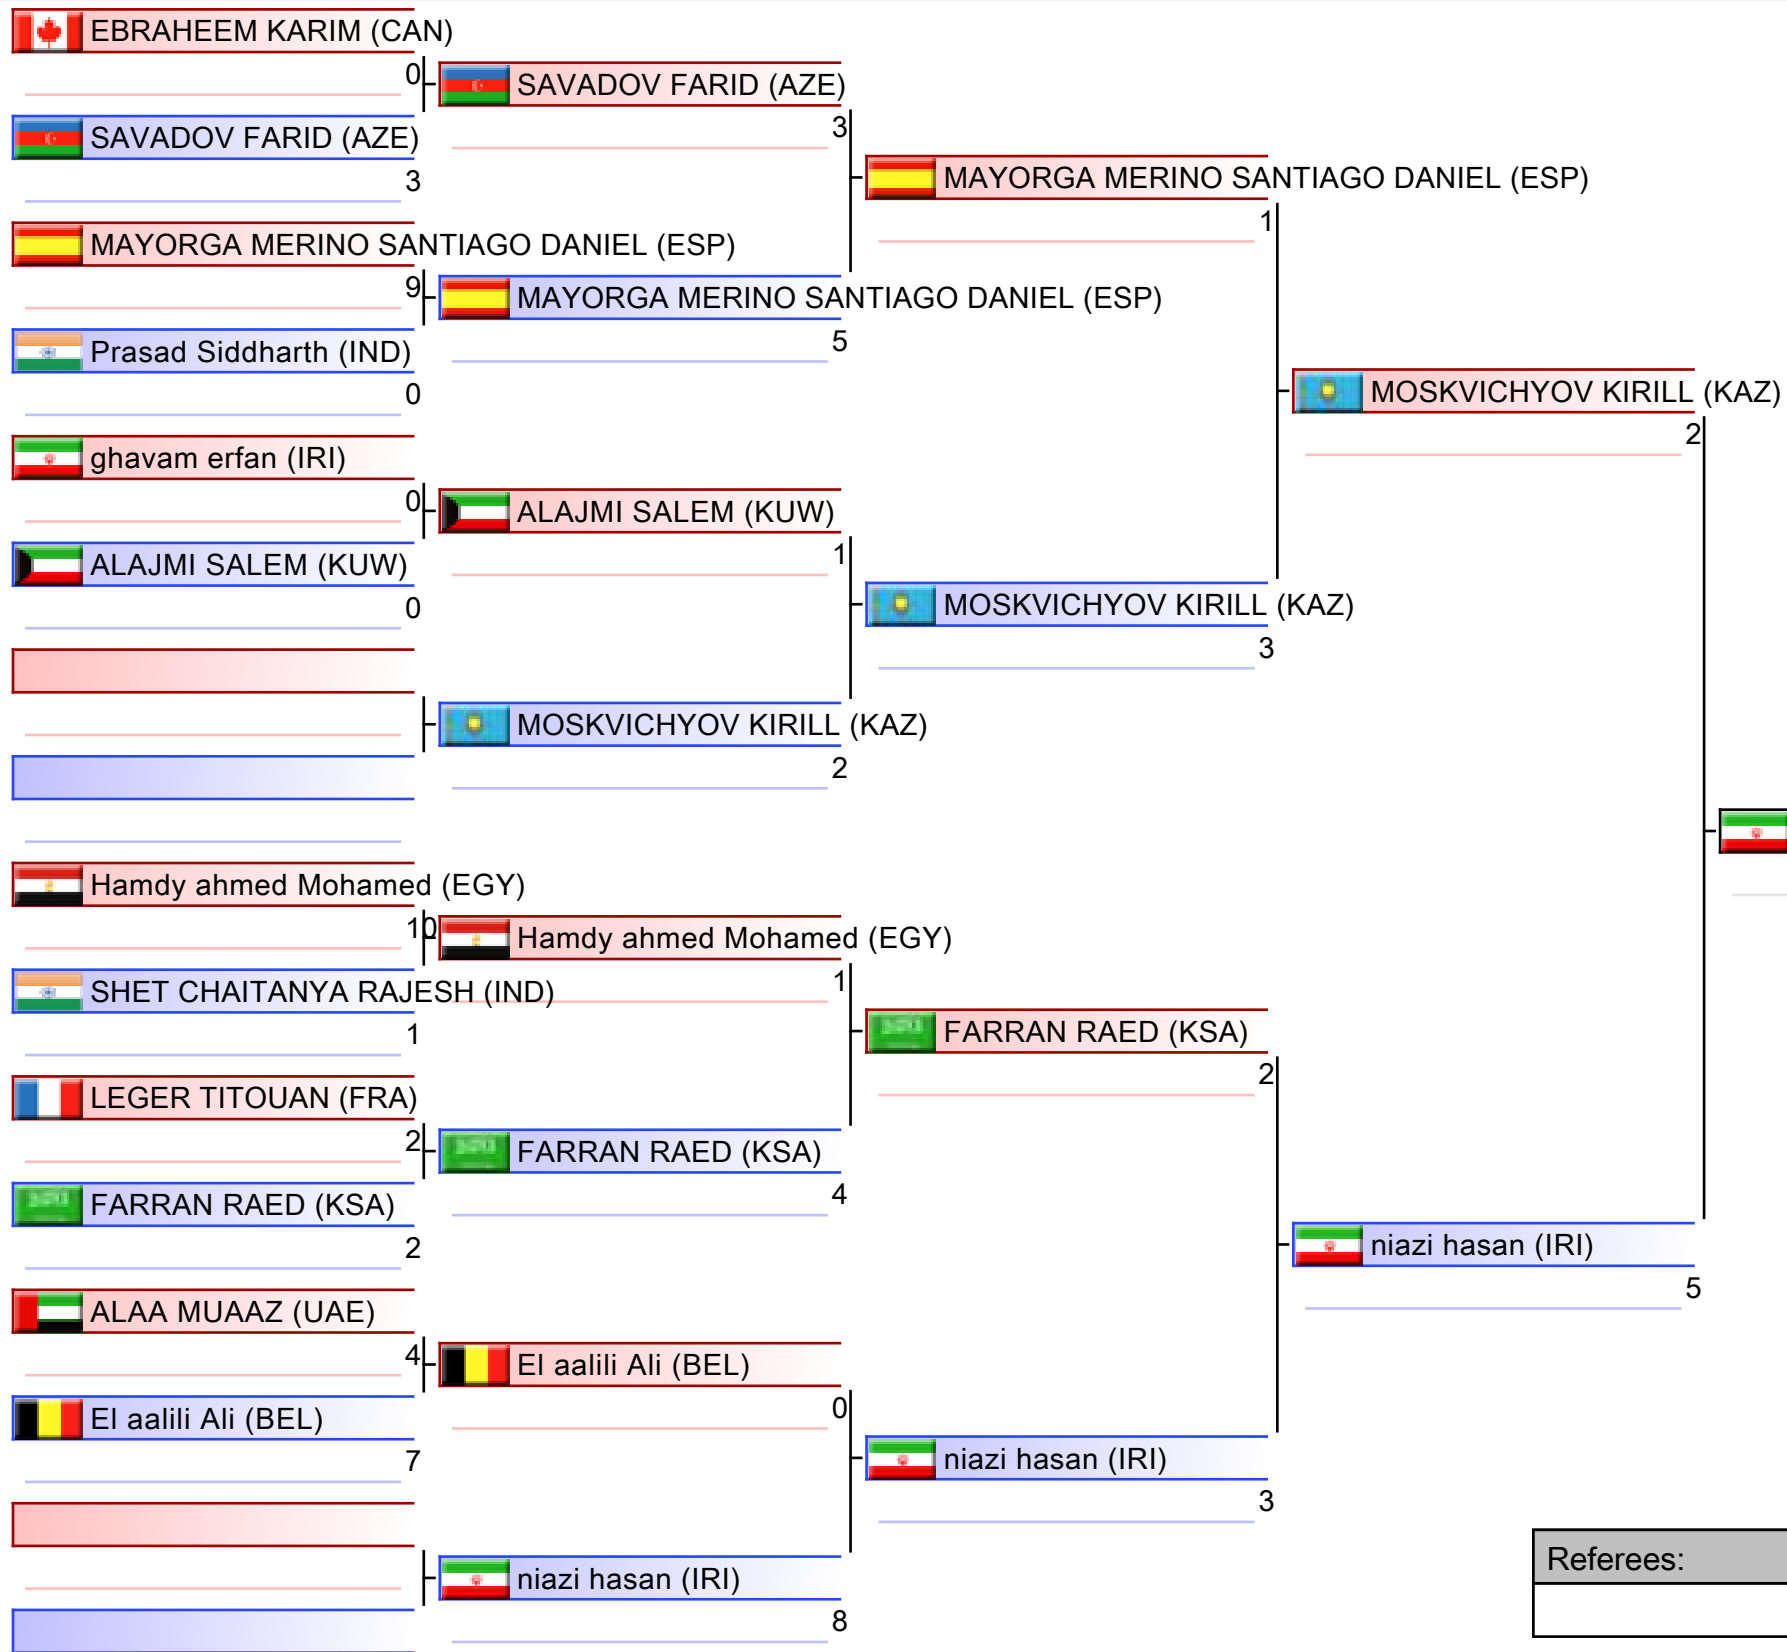 EBRAHEEM KARIM (CAN)
0
SAVADOV FARID (AZE)
3
SAVADOV FARID (AZE)
3
MAYORGA MERINO SANTIAGO DANIEL (ESP)
1
MAYORGA MERINO SANTIAGO DANIEL (ESP)
9
MAYORGA MERINO SANTIAGO DANIEL (ESP)
5
Prasad Siddharth (IND)
0
MOSKVICHYOV KIRILL (KAZ)
2
ghavam erfan (IRI)
0
ALAJMI SALEM (KUW)
1
ALAJMI SALEM (KUW)
0
MOSKVICHYOV KIRILL (KAZ)
3
MOSKVICHYOV KIRILL (KAZ)
2
Hamdy ahmed Mohamed (EGY)
10
Hamdy ahmed Mohamed (EGY)
1
SHET CHAITANYA RAJESH (IND)
1
FARRAN RAED (KSA)
2
LEGER TITOUAN (FRA)
2
FARRAN RAED (KSA)
4
FARRAN RAED (KSA)
2
niazi hasan (IRI)
5
ALAA MUAAZ (UAE)
4
El aalili Ali (BEL)
0
El aalili Ali (BEL)
7
niazi hasan (IRI)
3
niazi hasan (IRI)
8
Referees: